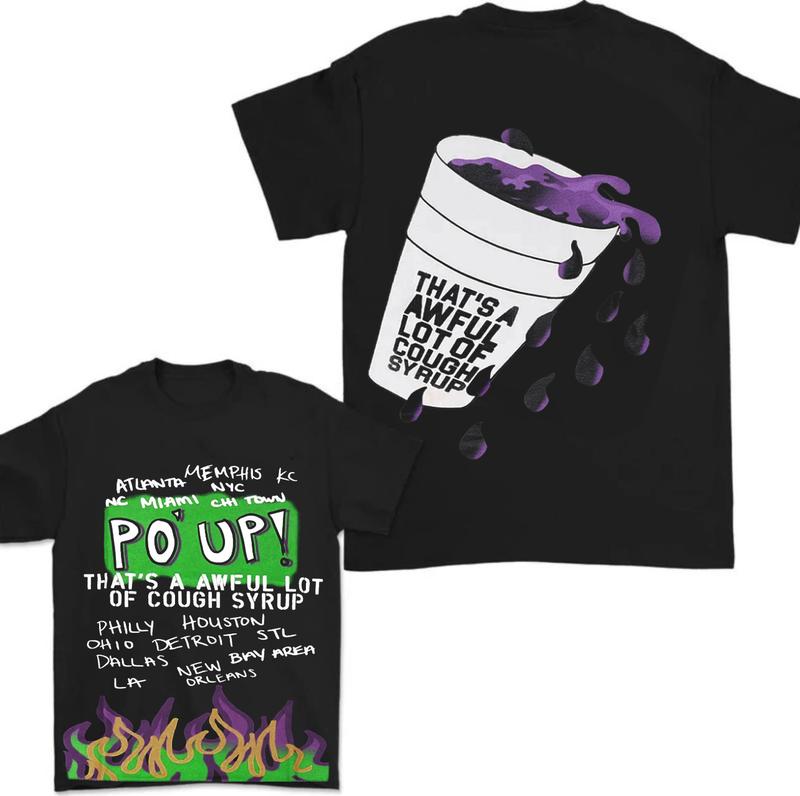 THAT'S A
AWFUL
LOT OF
COUGH
SYRUP
MEMPHIS KC
ATLANTA NYC
NC MIAMI CHI TOWN
PO' UP!
THAT'S A AWFUL LOT
OF COUGH SYRUP
PHILLY HOUSTON
OHIO DETROIT STL
DALLAS NEW BAY AREA
LA ORLEANS